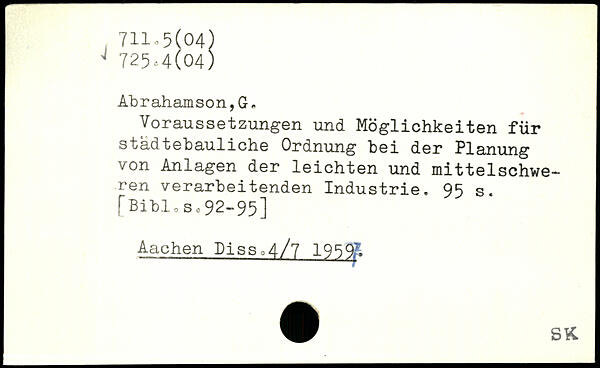 711.5(04)
725.4(04)
Abrahamson,G.
Voraussetzungen und Möglichkeiten für
städtebauliche Ordnung bei der Planung
von Anlagen der leichten und mittelschwe-
ren verarbeitenden Industrie. 95 s.
[Bibl.s.92-95]
Aachen Diss.4/7 1959.
SK